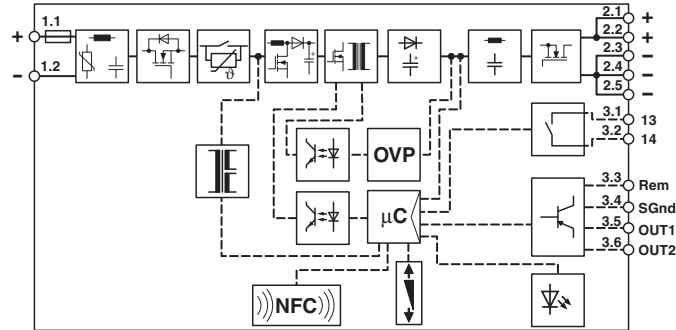 + 1.1
- 1.2
ϑ
+
+
2.1 +
2.2 +
2.3 -
2.4 -
2.5 -
3.1 13
3.2 14
OVP
μC
3.3 Rem
3.4 SGnd
3.5 OUT1
3.6 OUT2
NFC